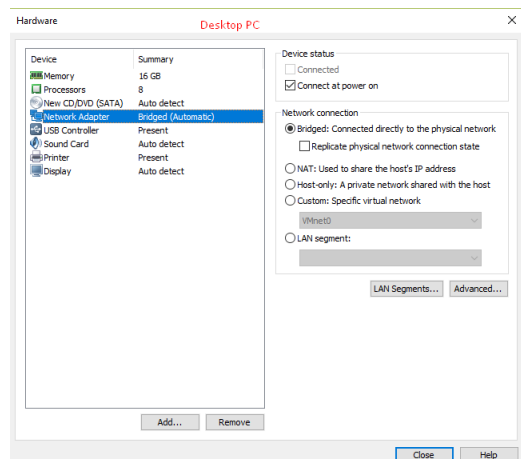 Hardware
Desktop PC
Device Summary
Memory 16 GB
Processors 8
New CD/DVD (SATA) Auto detect
Network Adapter Bridged (Automatic)
USB Controller Present
Sound Card Auto detect
Printer Present
Display Auto detect
Add... Remove
Device status
Connected
Connect at power on
Network connection
Bridged: Connected directly to the physical network
Replicate physical network connection state
NAT: Used to share the host's IP address
Host-only: A private network shared with the host
Custom: Specific virtual network
VMnet0
LAN segment:
LAN Segments... Advanced...
Close Help